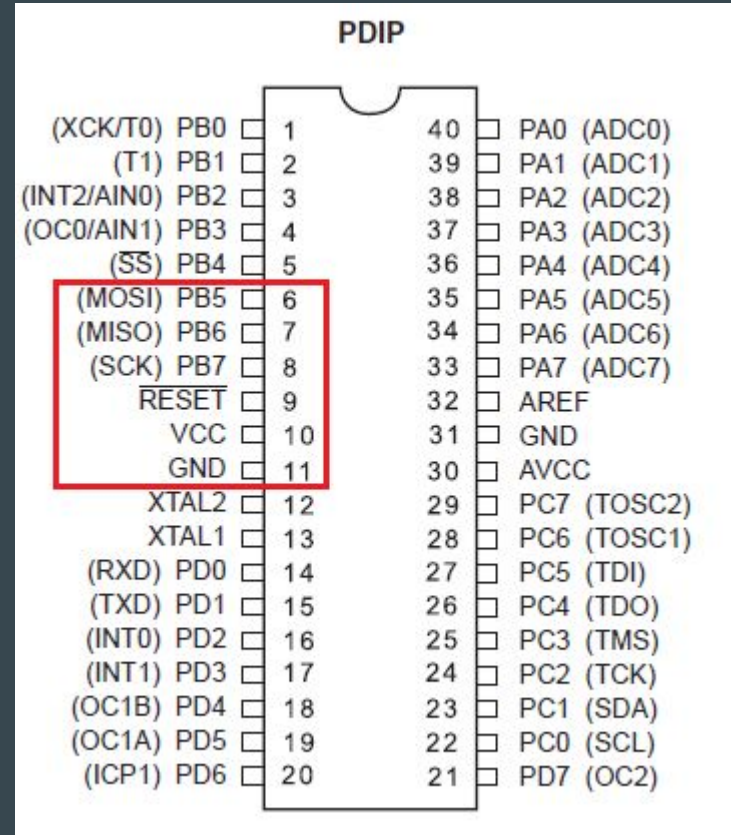 PDIP
(XCK/T0) PB0 1 40 PA0 (ADC0)
(T1) PB1 2 39 PA1 (ADC1)
(INT2/AIN0) PB2 3 38 PA2 (ADC2)
(OC0/AIN1) PB3 4 37 PA3 (ADC3)
(S̅S̅) PB4 5 36 PA4 (ADC4)
(MOSI) PB5 6 35 PA5 (ADC5)
(MISO) PB6 7 34 PA6 (ADC6)
(SCK) PB7 8 33 PA7 (ADC7)
R̅E̅S̅E̅T̅ 9 32 AREF
VCC 10 31 GND
GND 11 30 AVCC
XTAL2 12 29 PC7 (TOSC2)
XTAL1 13 28 PC6 (TOSC1)
(RXD) PD0 14 27 PC5 (TDI)
(TXD) PD1 15 26 PC4 (TDO)
(INT0) PD2 16 25 PC3 (TMS)
(INT1) PD3 17 24 PC2 (TCK)
(OC1B) PD4 18 23 PC1 (SDA)
(OC1A) PD5 19 22 PC0 (SCL)
(ICP1) PD6 20 21 PD7 (OC2)